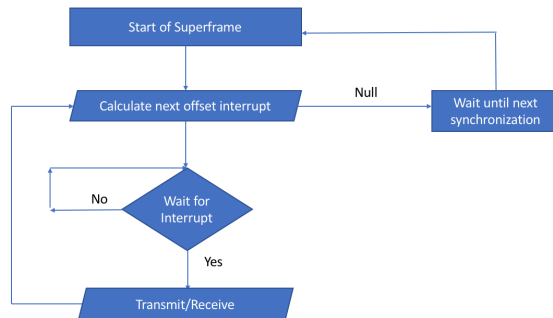 Start of Superframe
Calculate next offset interrupt
Null
Wait until next
synchronization
No
Wait for
Interrupt
Yes
Transmit/Receive